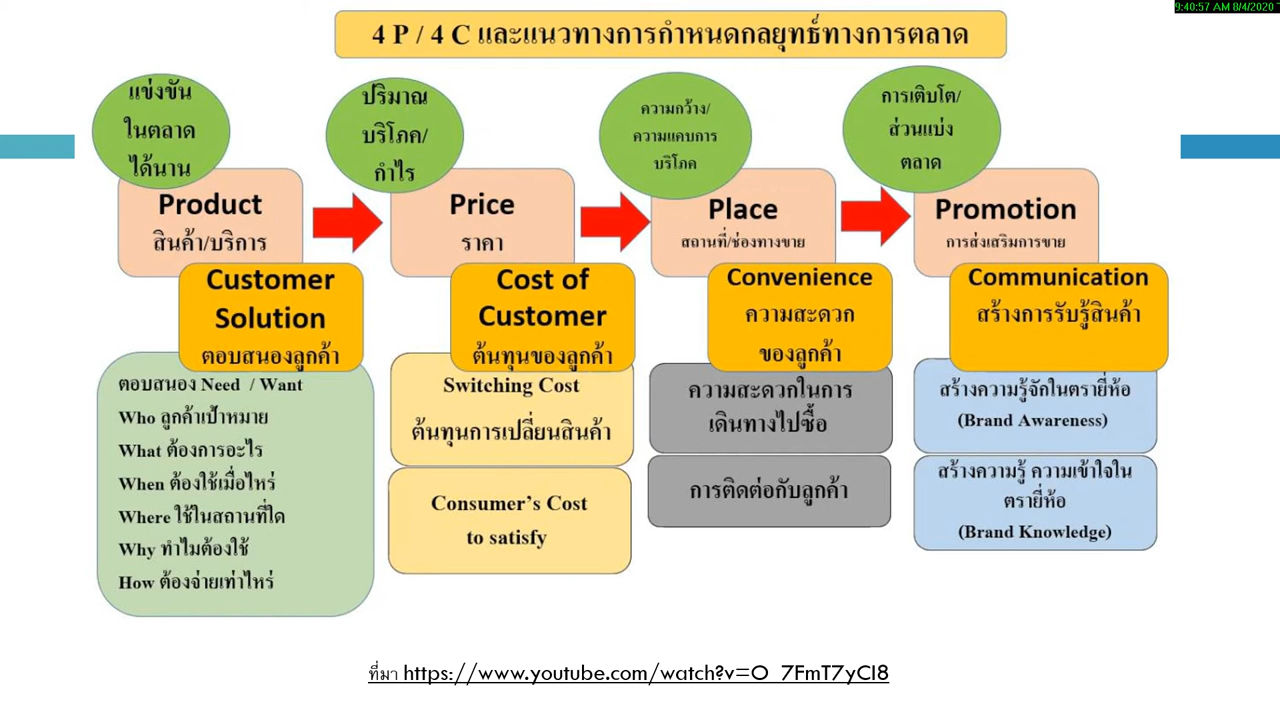 9:40:57 AM 8/4/2020
4 P / 4 C และแนวทางการกำหนดกลยุทธ์ทางการตลาด
แข่งขัน
ในตลาด
ได้นาน
Product
สินค้า/บริการ
Customer
Solution
ตอบสนองลูกค้า
ตอบสนอง Need / Want
Who ลูกค้าเป้าหมาย
What ต้องการอะไร
When ต้องใช้เมื่อไหร่
Where ใช้ในสถานที่ใด
Why ทำไมต้องใช้
How ต้องจ่ายเท่าไหร่
ปริมาณ
บริโภค/
กำไร
Price
ราคา
Cost of
Customer
ต้นทุนของลูกค้า
Switching Cost
ต้นทุนการเปลี่ยนสินค้า
Consumer's Cost
to satisfy
ความกว้าง/
ความแคบการ
บริโภค
Place
สถานที่/ช่องทางขาย
Convenience
ความสะดวก
ของลูกค้า
ความสะดวกในการ
เดินทางไปซื้อ
การติดต่อกับลูกค้า
การเติบโต/
ส่วนแบ่ง
ตลาด
Promotion
การส่งเสริมการขาย
Communication
สร้างการรับรู้สินค้า
สร้างความรู้จักในตรายี่ห้อ
(Brand Awareness)
สร้างความรู้ ความเข้าใจใน
ตรายี่ห้อ
(Brand Knowledge)
ที่มา https://www.youtube.com/watch?v=O_7FmT7yCI8